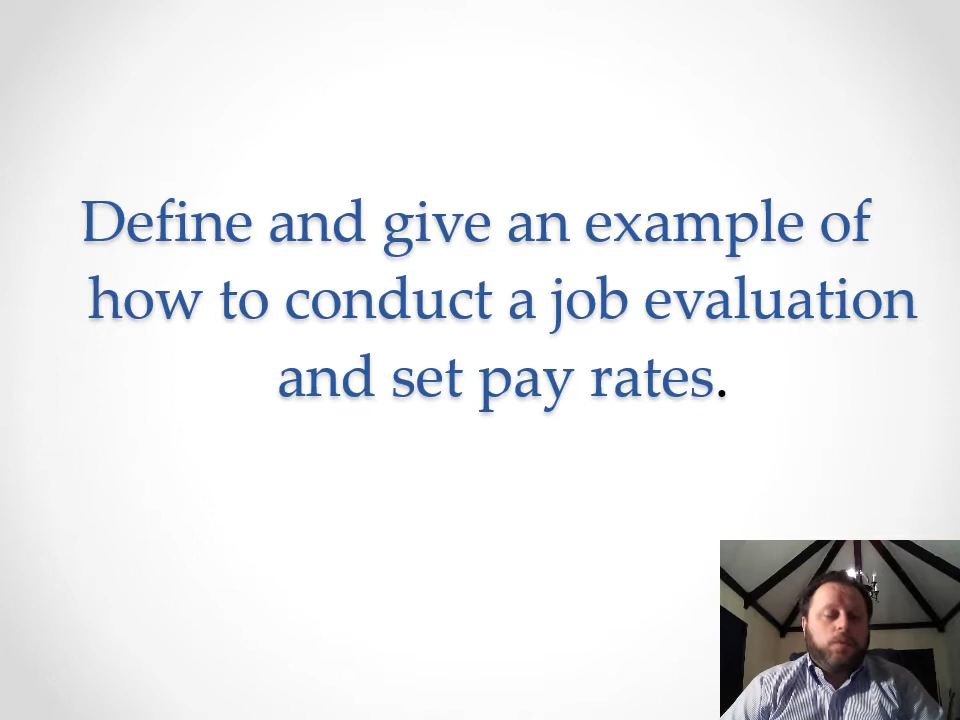 Define and give an example of
how to conduct a job evaluation
and set pay rates.